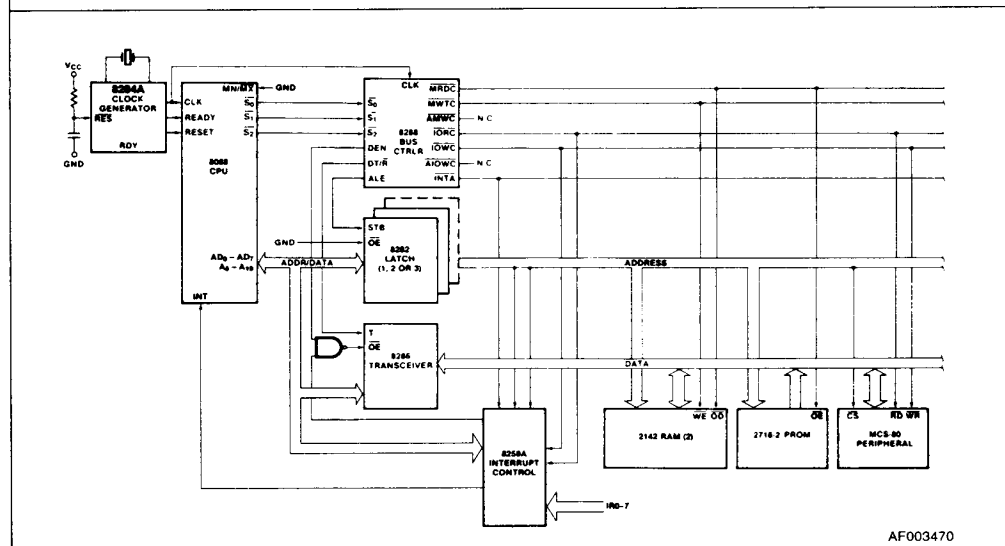 VCC
GND
8284A
CLOCK
GENERATOR
RES
RDY
MN/MX
GND
CLK
READY
RESET
S0
S1
S2
8088
CPU
AD0 – AD7
A8 – A19
INT
CLK
S0
S1
S2
DEN
DT/R
ALE
8288
BUS
CTRLR
MRDC
MWTC
AMWC
N C
IORC
IOWC
AIOWC
N C
INTA
STB
GND
OE
8282
LATCH
(1, 2 OR 3)
ADDR/DATA
ADDRESS
T
OE
8286
TRANSCEIVER
DATA
8259A
INTERRUPT
CONTROL
IR0-7
WE OD
2142 RAM (2)
OE
2716-2 PROM
CS
RD WR
MCS-80
PERIPHERAL
AF003470